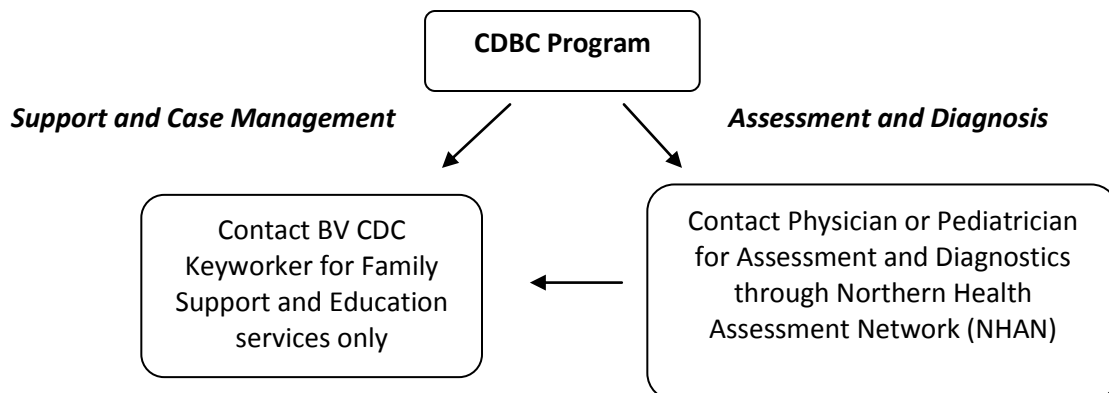 CDBC Program
Support and Case Management
Assessment and Diagnosis
Contact BV CDC
Keyworker for Family
Support and Education
services only
Contact Physician or Pediatrician
for Assessment and Diagnostics
through Northern Health
Assessment Network (NHAN)